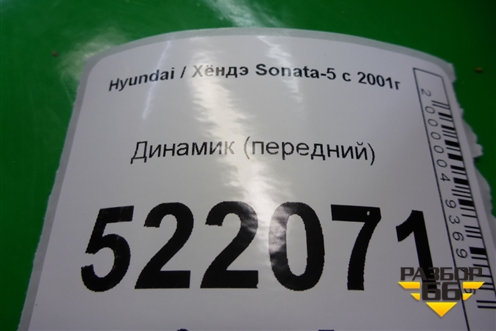 Hyundai / Хёндэ Sonata-5 с 2001г
Динамик (передний)
522071
РАЗБОР
66